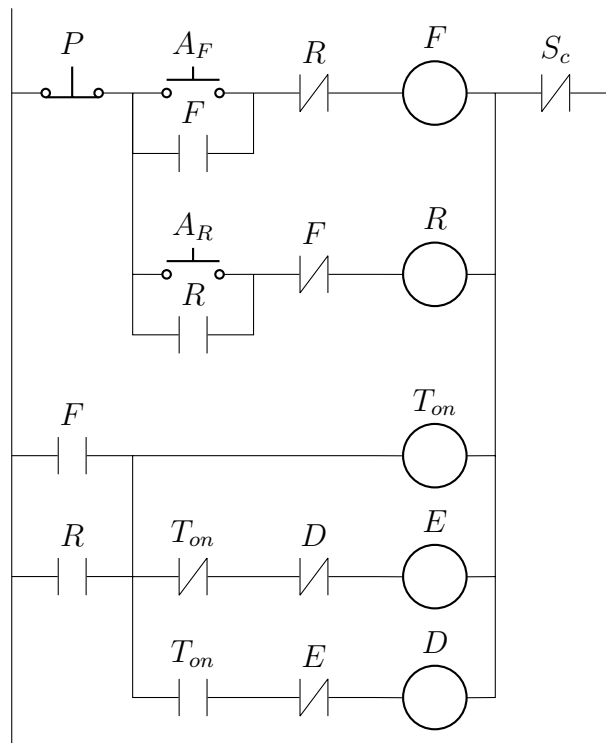 P A_F R F S_c
F
A_R F R
R
F T_on
R T_on D E
T_on E D